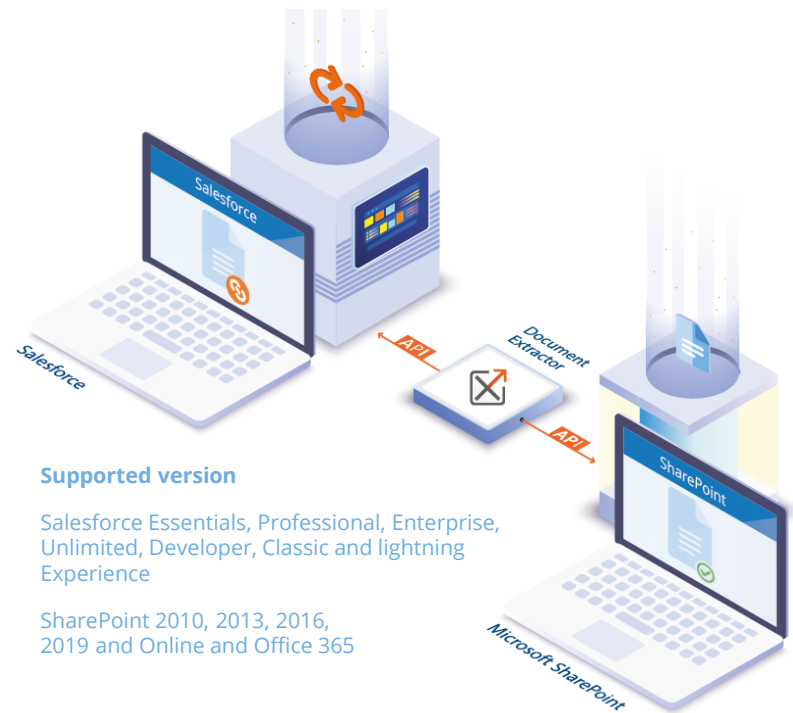 Salesforce
Salesforce
API
Document
Extractor
API
SharePoint
Microsoft SharePoint
Supported version
Salesforce Essentials, Professional, Enterprise,
Unlimited, Developer, Classic and lightning
Experience
SharePoint 2010, 2013, 2016,
2019 and Online and Office 365